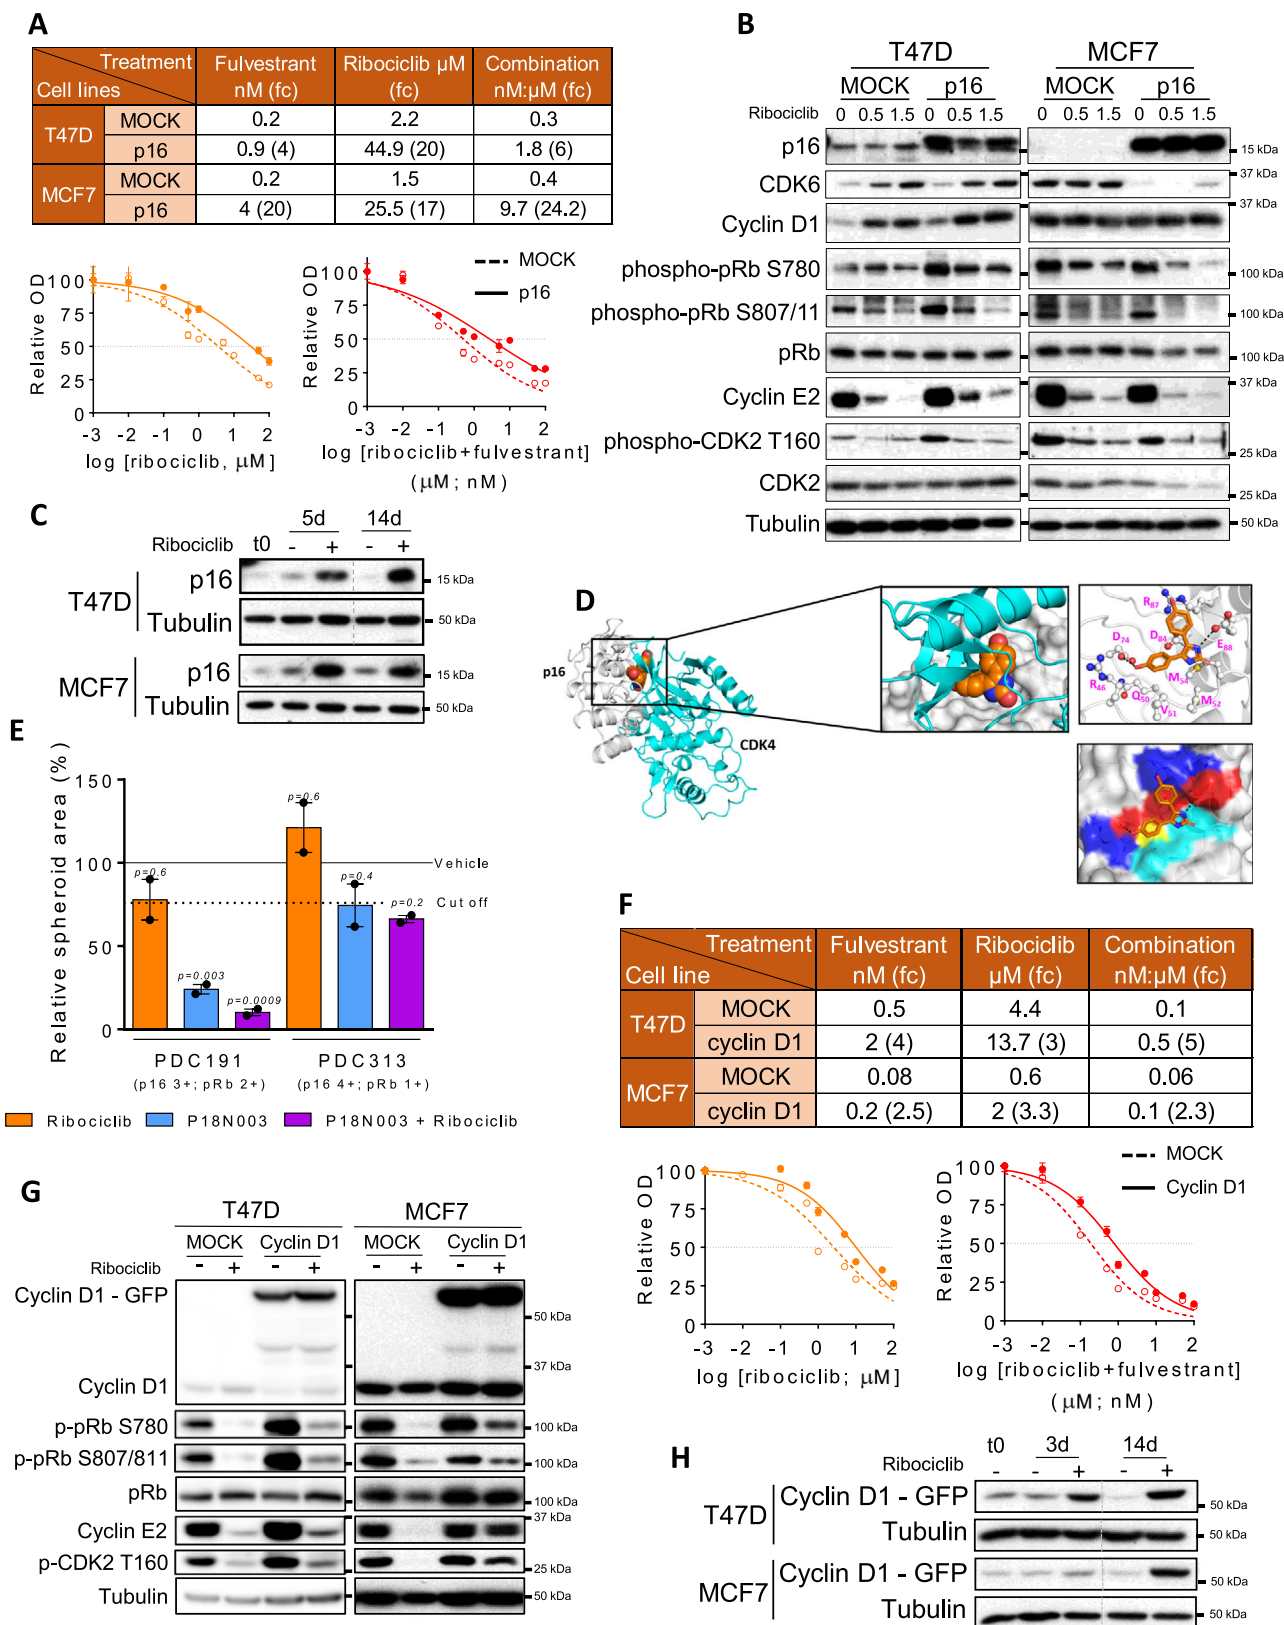 A
Treatment
Cell lines
Fulvestrant nM (fc)
Ribociclib µM (fc)
Combination nM:µM (fc)
T47D
MOCK 0.2 2.2 0.3
p16 0.9 (4) 44.9 (20) 1.8 (6)
MCF7
MOCK 0.2 1.5 0.4
p16 4 (20) 25.5 (17) 9.7 (24.2)
Relative OD
100
75
50
25
0
-3 -2 -1 0 1 2
log [ribociclib, µM]
Relative OD
100
75
50
25
0
-3 -2 -1 0 1 2
log [ribociclib+fulvestrant]
(µM; nM)
MOCK
p16
B
T47D MCF7
MOCK p16 MOCK p16
Ribociclib 0 0.5 1.5 0 0.5 1.5 0 0.5 1.5 0 0.5 1.5
p16 15 kDa
CDK6 37 kDa
Cyclin D1 37 kDa
phospho-pRb S780 100 kDa
phospho-pRb S807/11 100 kDa
pRb 100 kDa
Cyclin E2 37 kDa
phospho-CDK2 T160 25 kDa
CDK2 25 kDa
Tubulin 50 kDa
C
5d 14d
Ribociclib t0 - + - +
T47D
p16 15 kDa
Tubulin 50 kDa
MCF7
p16 15 kDa
Tubulin 50 kDa
D
p16
CDK4
R87
D74
D84
E88
M54
R46
Q50
V51
M52
E
Relative spheroid area (%)
150
100
50
0
p=0.6
p=0.003
p=0.0009
p=0.6
p=0.4
p=0.2
Vehicle
Cut off
PDC191 PDC313
(p16 3+; pRb 2+) (p16 4+; pRb 1+)
Ribociclib P18N003 P18N003 + Ribociclib
F
Treatment
Cell line
Fulvestrant nM (fc)
Ribociclib µM (fc)
Combination nM:µM (fc)
T47D
MOCK 0.5 4.4 0.1
cyclin D1 2 (4) 13.7 (3) 0.5 (5)
MCF7
MOCK 0.08 0.6 0.06
cyclin D1 0.2 (2.5) 2 (3.3) 0.1 (2.3)
Relative OD
100
75
50
25
0
-3 -2 -1 0 1 2
log [ribociclib; µM]
Relative OD
100
75
50
25
0
-3 -2 -1 0 1 2
log [ribociclib+fulvestrant]
(µM; nM)
MOCK
Cyclin D1
G
T47D MCF7
MOCK Cyclin D1 MOCK Cyclin D1
Ribociclib - + - + - + - +
Cyclin D1 - GFP
50 kDa
37 kDa
Cyclin D1
p-pRb S780 100 kDa
p-pRb S807/811 100 kDa
pRb 100 kDa
Cyclin E2 37 kDa
p-CDK2 T160 25 kDa
Tubulin 50 kDa
H
t0 3d 14d
Ribociclib - - + - +
T47D
Cyclin D1 - GFP 50 kDa
Tubulin 50 kDa
MCF7
Cyclin D1 - GFP 50 kDa
Tubulin 50 kDa